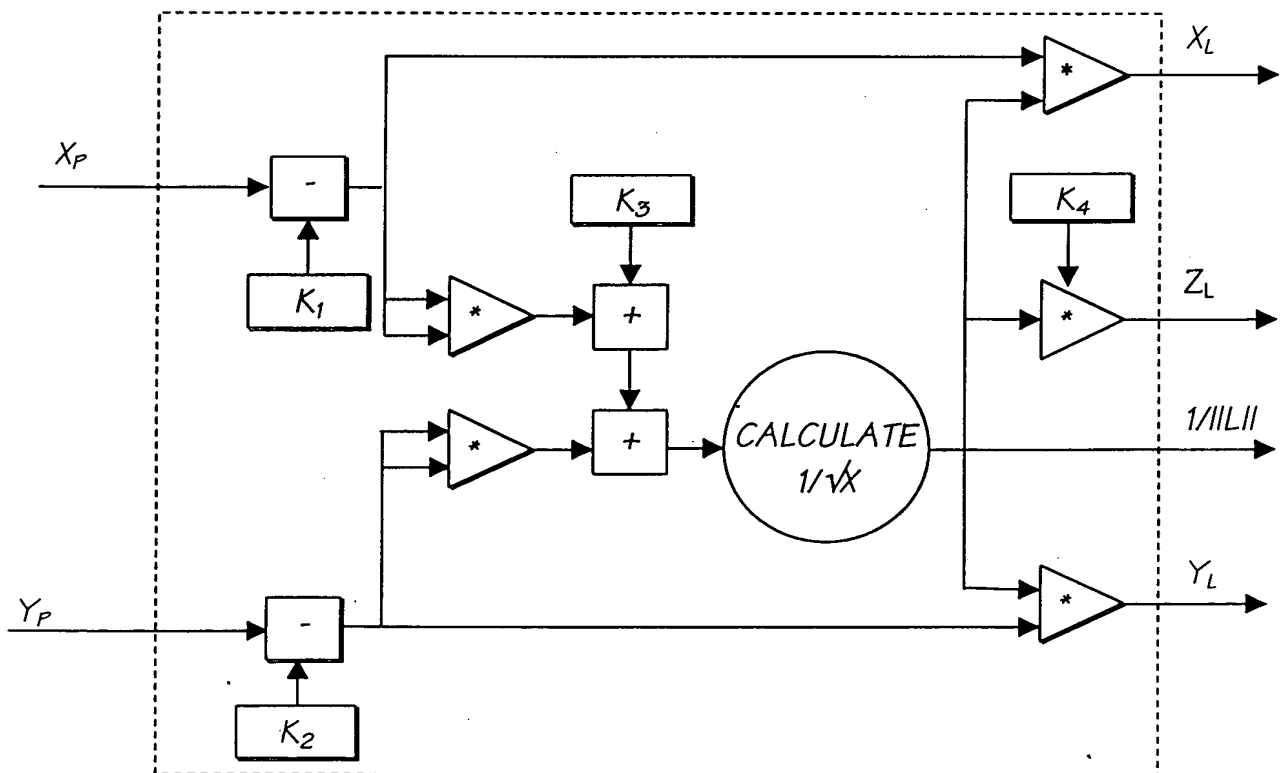 X_L
*
X_P
-
K_3
K_4
K_1
*
+
Z_L
*
*
+
CALCULATE
1/√X
1/||L||
Y_P
-
*
Y_L
K_2